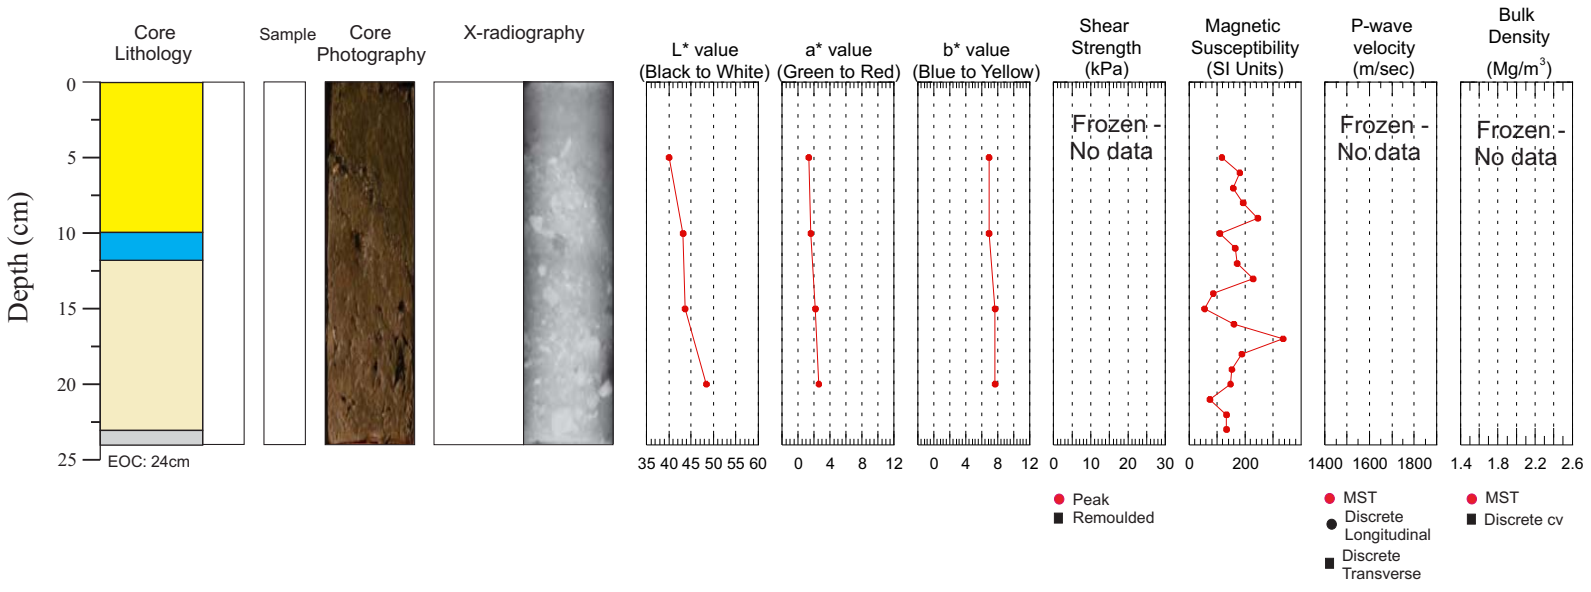 Core
Lithology
Sample
Core
Photography
X-radiography
L* value
(Black to White)
a* value
(Green to Red)
b* value
(Blue to Yellow)
Shear
Strength
(kPa)
Magnetic
Susceptibility
(SI Units)
P-wave
velocity
(m/sec)
Bulk
Density
(Mg/m³)
Depth (cm)
0
5
10
15
20
25
EOC: 24cm
Frozen -
No data
Frozen -
No data
Frozen -
No data
35 40 45 50 55 60
0 4 8 12
0 4 8 12
0 10 20 30
0 200
1400 1600 1800
1.4 1.8 2.2 2.6
Peak
Remoulded
MST
Discrete
Longitudinal
Discrete
Transverse
MST
Discrete cv